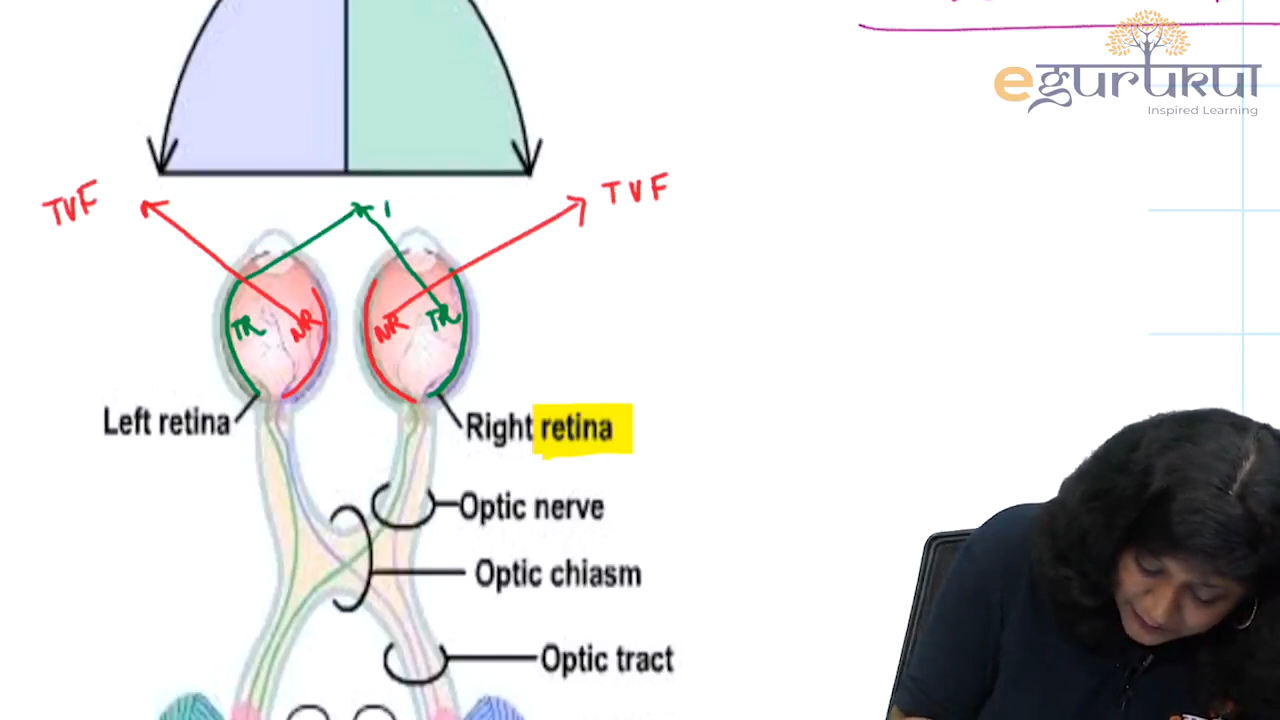 egurukul
Inspired Learning
TVF
TVF
TR
NR
NR
TR
Left retina
Right retina
Optic nerve
Optic chiasm
Optic tract